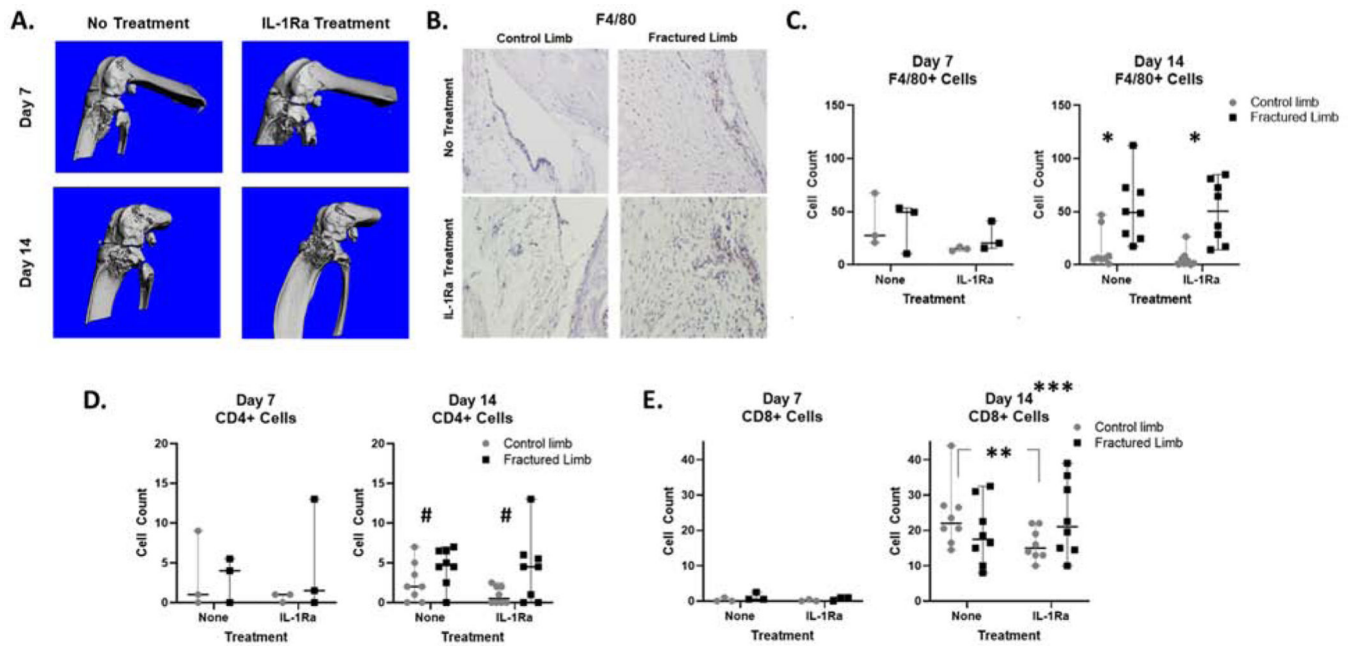 A.
No Treatment
IL-1Ra Treatment
Day 7
Day 14
B.
F4/80
Control Limb
Fractured Limb
No Treatment
IL-1Ra Treatment
C.
Day 7
F4/80+ Cells
Cell Count
150
100
50
0
None
IL-1Ra
Treatment
Day 14
F4/80+ Cells
Control limb
Fractured Limb
Cell Count
150
100
50
0
*
*
None
IL-1Ra
Treatment
D.
Day 7
CD4+ Cells
Cell Count
20
15
10
5
0
None
IL-1Ra
Treatment
Day 14
CD4+ Cells
Control limb
Fractured Limb
Cell Count
20
15
10
5
0
#
#
None
IL-1Ra
Treatment
E.
Day 7
CD8+ Cells
Cell Count
40
30
20
10
0
None
IL-1Ra
Treatment
***
Day 14
CD8+ Cells
Control limb
Fractured Limb
Cell Count
40
30
20
10
0
**
None
IL-1Ra
Treatment